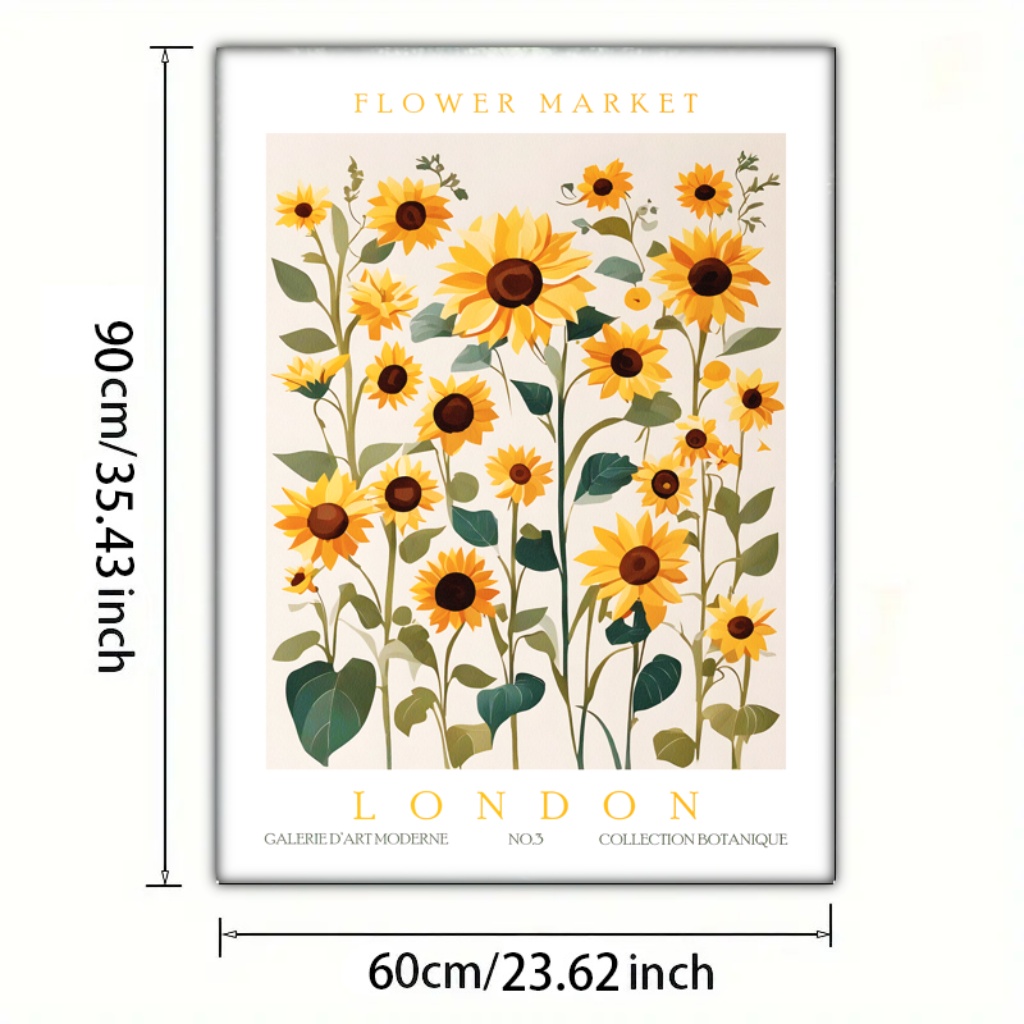 FLOWER MARKET
90cm/35.43 inch
LONDON
GALERIE D'ART MODERNE NO.3 COLLECTION BOTANIQUE
60cm/23.62 inch